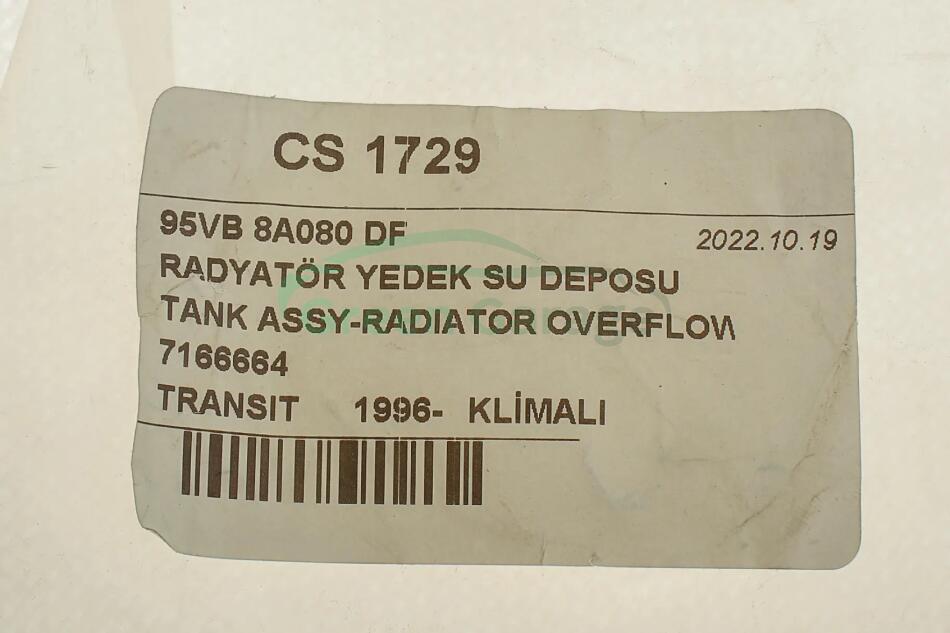 CS 1729
95VB 8A080 DF
2022.10.19
RADYATÖR YEDEK SU DEPOSU
TANK ASSY-RADIATOR OVERFLOW
7166664
TRANSIT 1996- KLİMALI